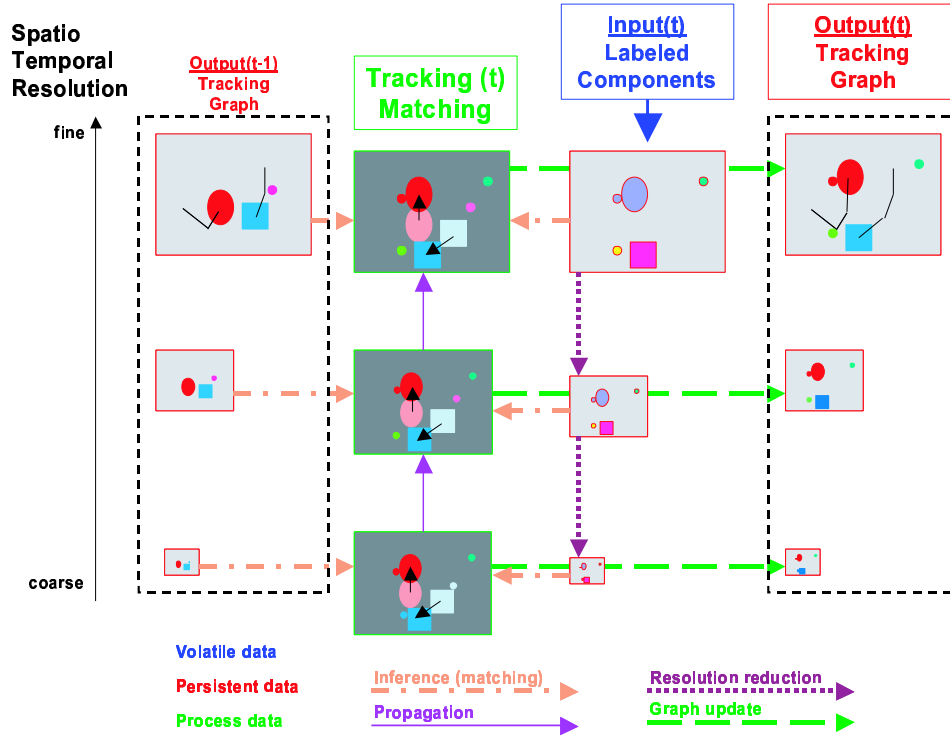 Spatio
Temporal
Resolution
fine
coarse
Output(t-1)
Tracking
Graph
Tracking (t)
Matching
Input(t)
Labeled
Components
Output(t)
Tracking
Graph
Volatile data
Persistent data
Process data
Inference (matching)
Propagation
Resolution reduction
Graph update